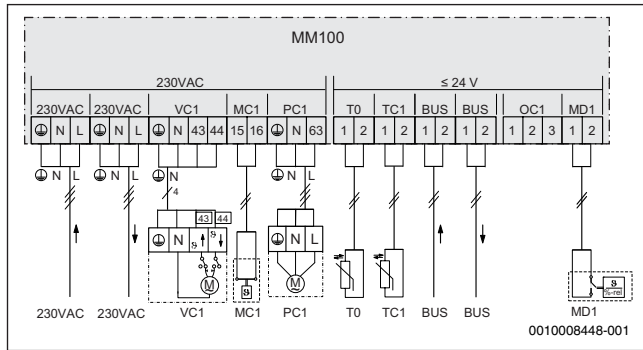 MM100
230VAC ≤ 24 V
230VAC 230VAC VC1 MC1 PC1 T0 TC1 BUS BUS OC1 MD1
N L N L N 43 44 15 16 N 63 1 2 1 2 1 2 1 2 1 2 3 1 2
N L N L N N L
4
43 44
N ϑ ϑ N L
M M
ϑ
ϑ
%-rel
230VAC 230VAC VC1 MC1 PC1 T0 TC1 BUS BUS MD1
0010008448-001